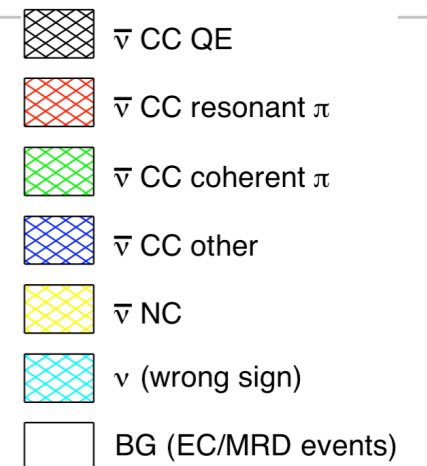 ν̅ CC QE
ν̅ CC resonant π
ν̅ CC coherent π
ν̅ CC other
ν̅ NC
ν (wrong sign)
BG (EC/MRD events)